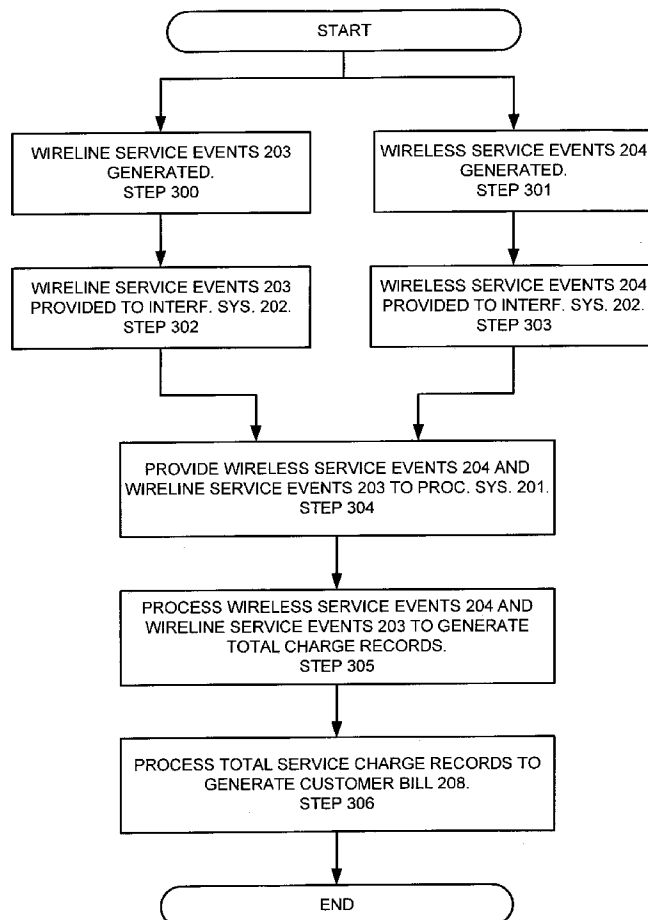 START
WIRELINE SERVICE EVENTS 203
GENERATED.
STEP 300
WIRELESS SERVICE EVENTS 204
GENERATED.
STEP 301
WIRELINE SERVICE EVENTS 203
PROVIDED TO INTERF. SYS. 202.
STEP 302
WIRELESS SERVICE EVENTS 204
PROVIDED TO INTERF. SYS. 202.
STEP 303
PROVIDE WIRELESS SERVICE EVENTS 204 AND
WIRELINE SERVICE EVENTS 203 TO PROC. SYS. 201.
STEP 304
PROCESS WIRELESS SERVICE EVENTS 204 AND
WIRELINE SERVICE EVENTS 203 TO GENERATE
TOTAL CHARGE RECORDS.
STEP 305
PROCESS TOTAL SERVICE CHARGE RECORDS TO
GENERATE CUSTOMER BILL 208.
STEP 306
END